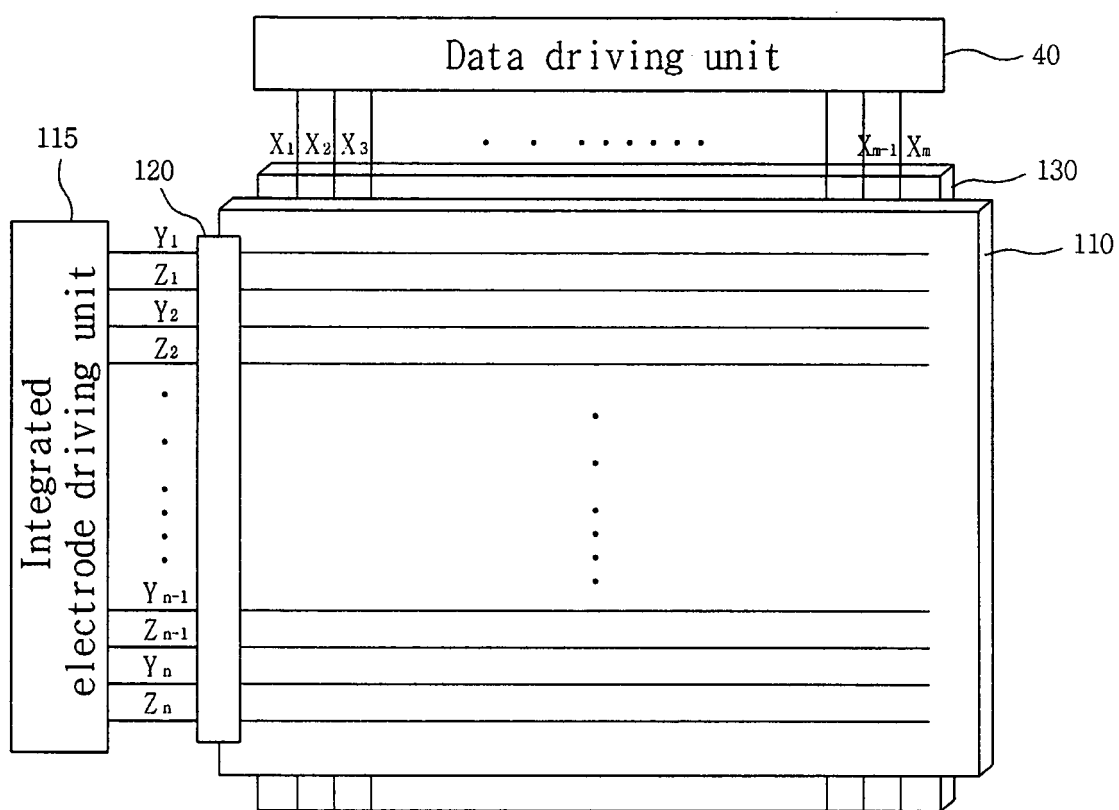 Data driving unit
40
X1 X2 X3 . . . . . . . . Xm-1 Xm
115
120
130
110
Integrated
electrode driving unit
Y1
Z1
Y2
Z2
Yn-1
Zn-1
Yn
Zn